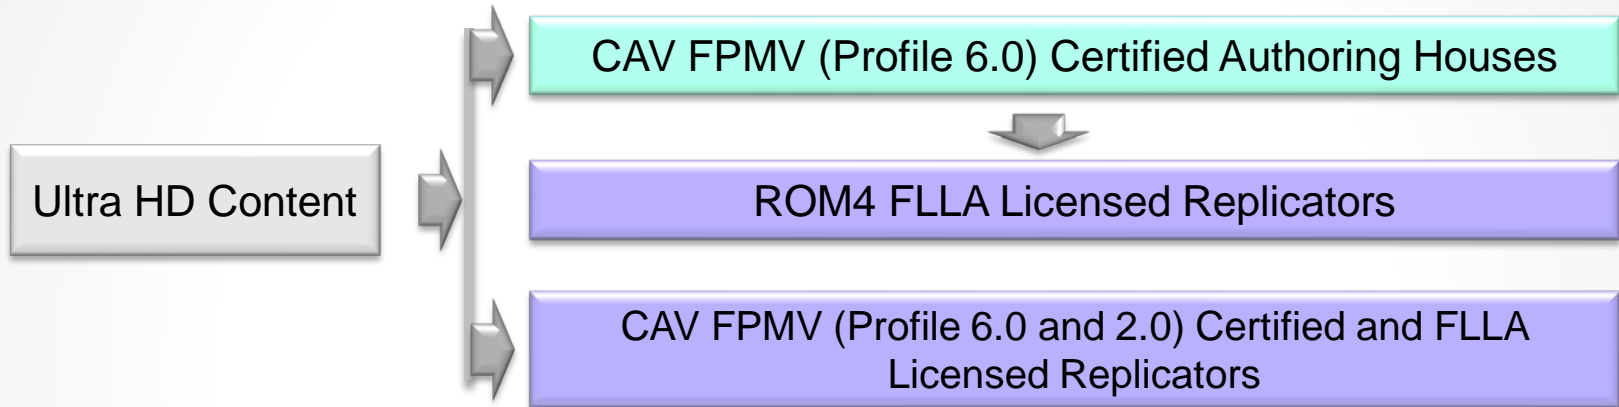 CAV FPMV (Profile 6.0) Certified Authoring Houses
Ultra HD Content
ROM4 FLLA Licensed Replicators
CAV FPMV (Profile 6.0 and 2.0) Certified and FLLA
Licensed Replicators